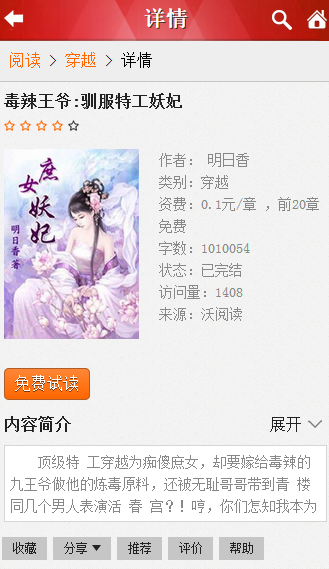 详情
阅读 > 穿越 > 详情
毒辣王爷:驯服特工妖妃
庶女妖妃
明日香著
作者： 明日香
类别：穿越
资费：0.1元/章 ，前20章
免费
字数：1010054
状态：已完结
访问量：1408
来源：沃阅读
免费试读
内容简介 展开
顶级特 工穿越为痴傻庶女，却要嫁给毒辣的
九王爷做他的炼毒原料，还被无耻哥哥带到青 楼
同几个男人表演活 春 宫？！哼，你们怎知我本为
收藏 分享 推荐 评价 帮助